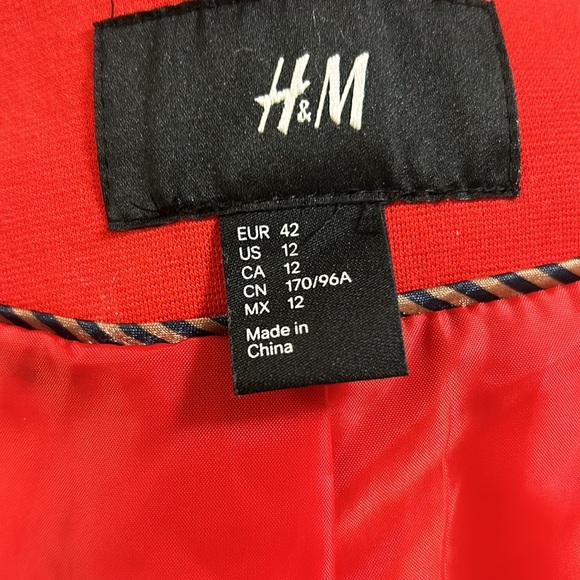 H&M
EUR 42
US 12
CA 12
CN 170/96A
MX 12
Made in
China